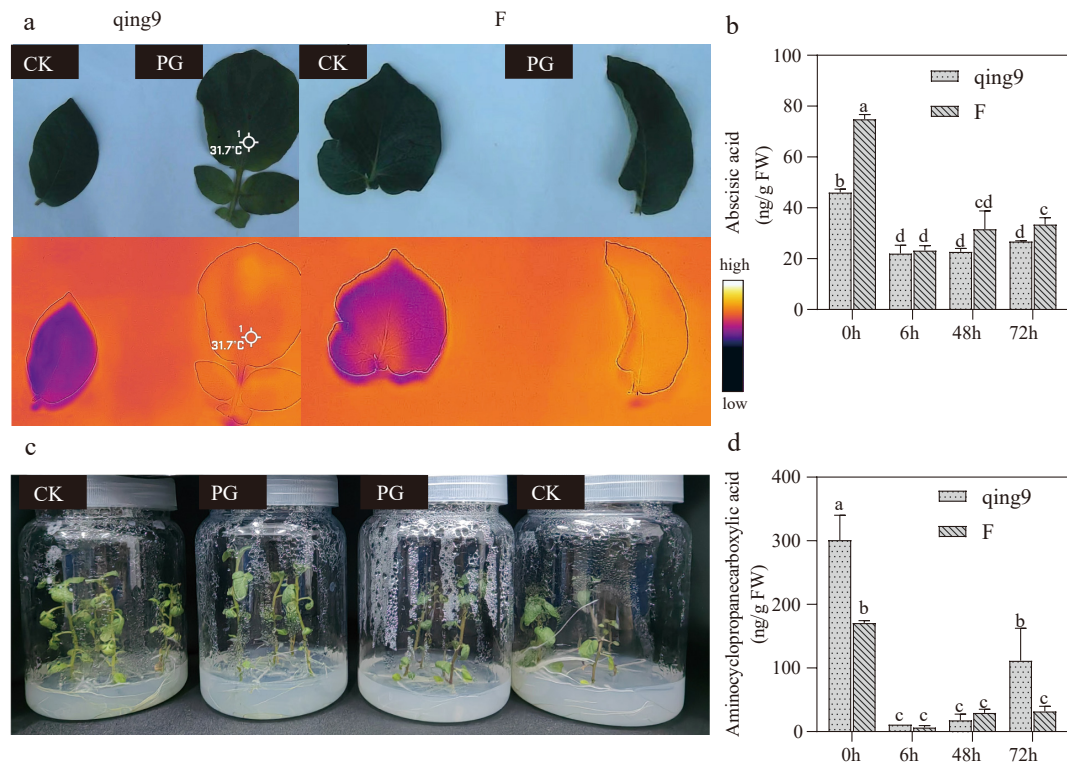 a
qing9
F
CK
PG
CK
PG
1
31.7°C
1
31.7°C
high
low
b
Abscisic acid
(ng/g FW)
100
80
60
40
20
0
qing9
F
b
a
d
d
d
cd
d
c
0h
6h
48h
72h
c
CK
PG
PG
CK
d
Aminocyclopropanecarboxylic acid
(ng/g FW)
400
300
200
100
0
qing9
F
a
b
c
c
c
c
b
c
0h
6h
48h
72h